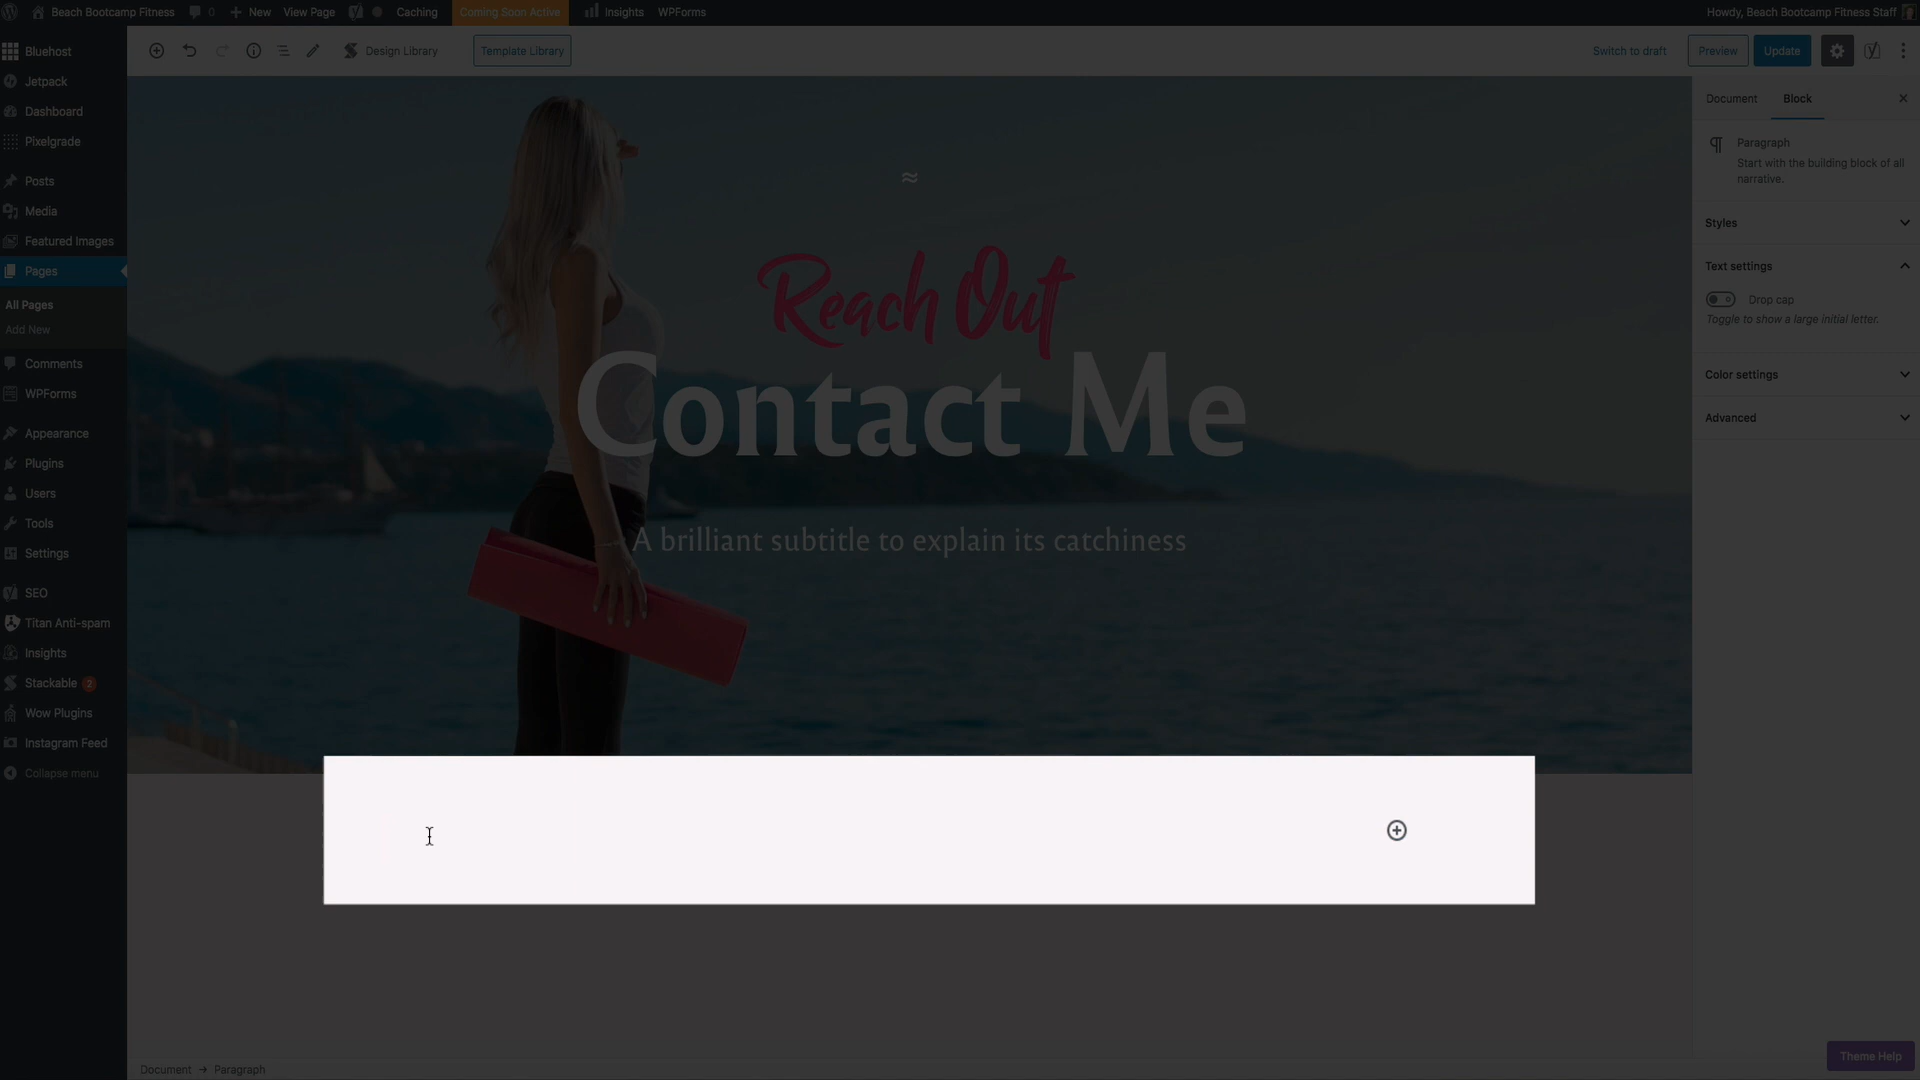 Beach Bootcamp Fitness 0 New View Page Caching Coming Soon Active Insights WPForms Howdy, Beach Bootcamp Fitness Staff
Bluehost
Jetpack
Dashboard
Pixelgrade
Posts
Media
Featured Images
Pages
All Pages
Add New
Comments
WPForms
Appearance
Plugins
Users
Tools
Settings
SEO
Titan Anti-spam
Insights
Stackable 2
Wow Plugins
Instagram Feed
Collapse menu
Design Library Template Library Switch to draft Preview Update
≈
Reach Out
Contact Me
A brilliant subtitle to explain its catchiness
Document Block
Paragraph
Start with the building block of all
narrative.
Styles
Text settings
Drop cap
Toggle to show a large initial letter.
Color settings
Advanced
Document → Paragraph
Theme Help